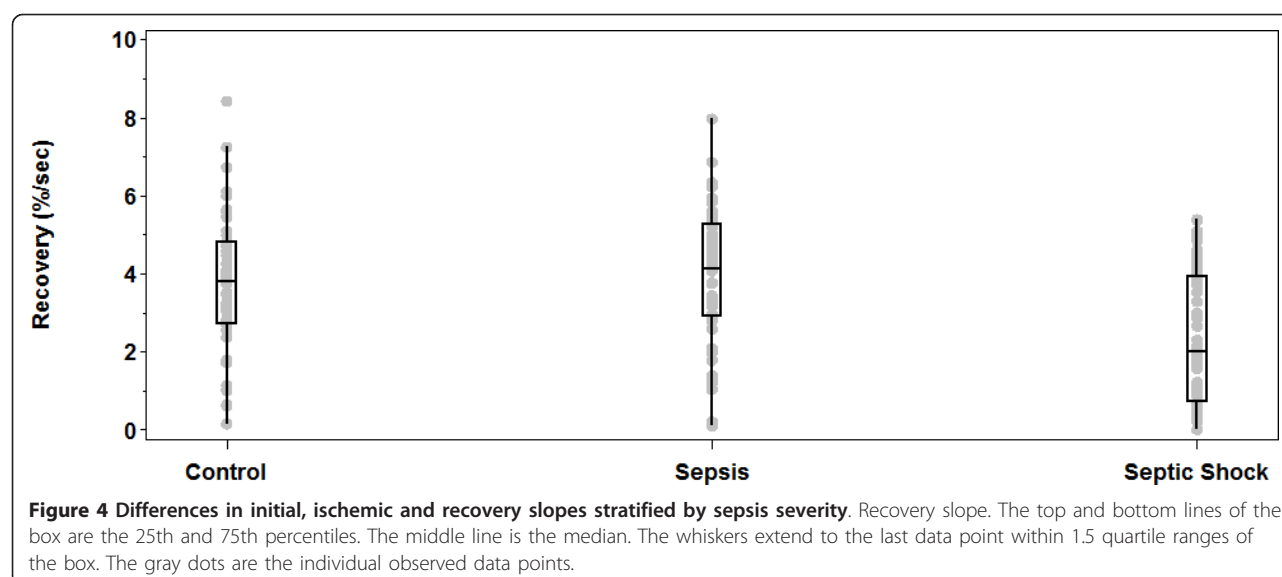 10
8
6
4
2
0
Recovery (%/sec)
Control Sepsis Septic Shock
Figure 4 Differences in initial, ischemic and recovery slopes stratified by sepsis severity. Recovery slope. The top and bottom lines of the
box are the 25th and 75th percentiles. The middle line is the median. The whiskers extend to the last data point within 1.5 quartile ranges of
the box. The gray dots are the individual observed data points.